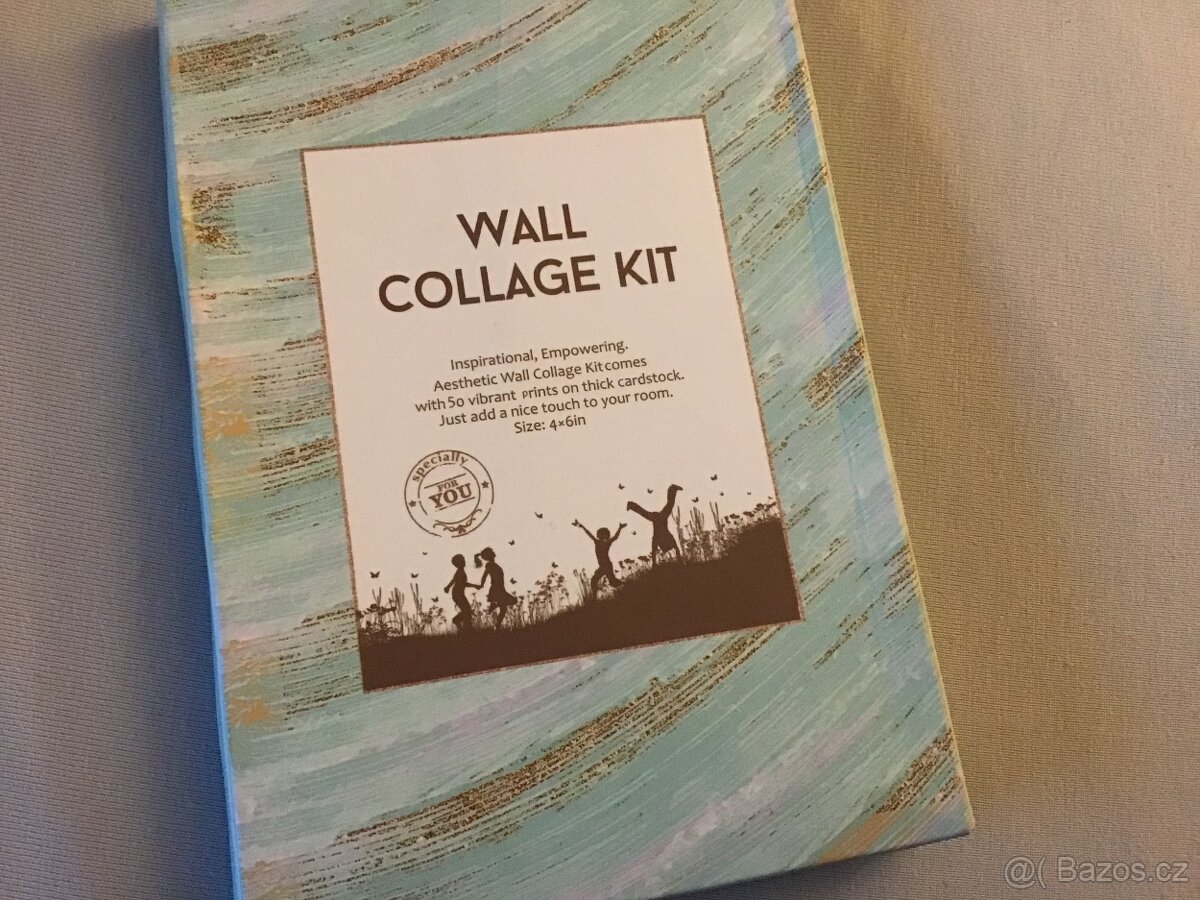 WALL
COLLAGE KIT
Inspirational, Empowering.
Aesthetic Wall Collage Kit comes
with 50 vibrant prints on thick cardstock.
Just add a nice touch to your room.
Size: 4×6in
specially
FOR
YOU
@( Bazos.cz